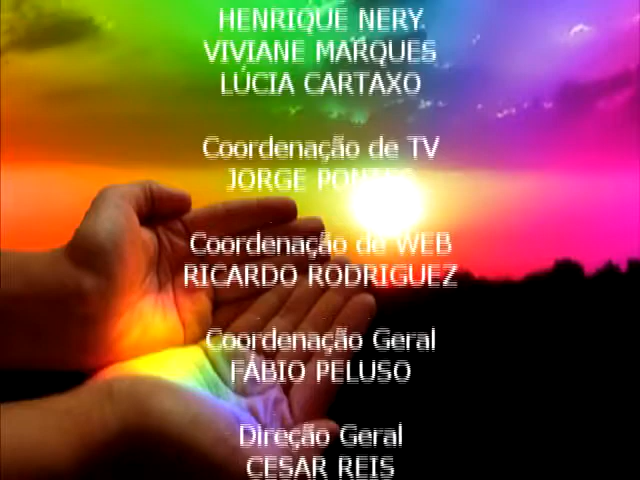 HENRIQUE NERY
VIVIANE MARQUES
LÚCIA CARTAXO
Coordenação de TV
JORGE PONTES
Coordenação de WEB
RICARDO RODRIGUEZ
Coordenação Geral
FÁBIO PELUSO
Direção Geral
CESAR REIS